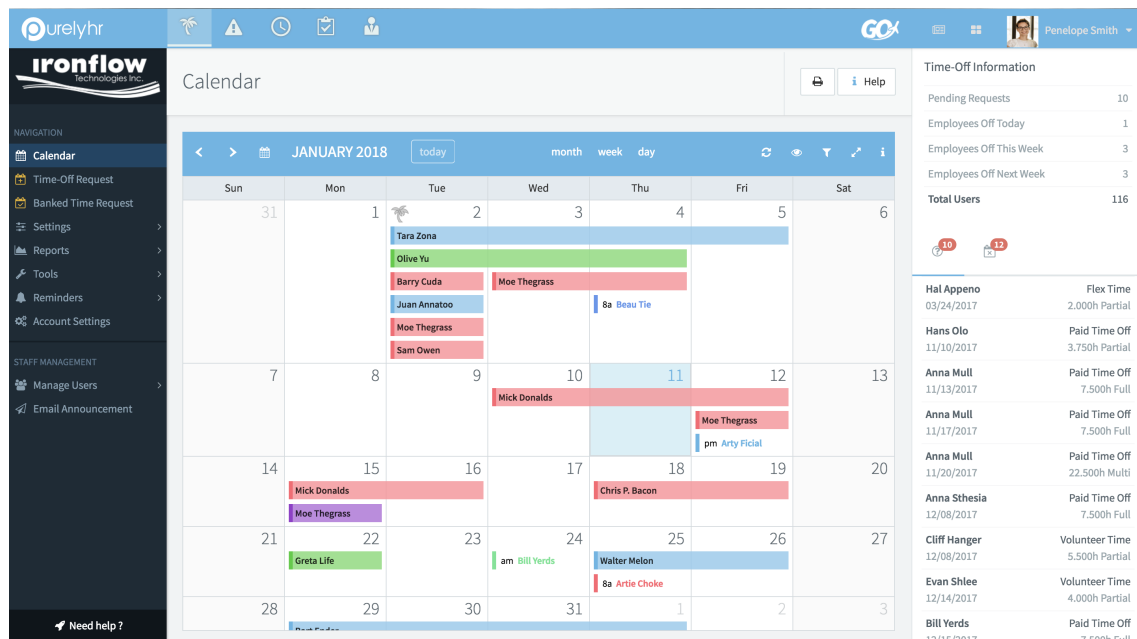 purelyhr
GO
Penelope Smith
ironflow
Technologies Inc.
NAVIGATION
Calendar
Time-Off Request
Banked Time Request
Settings
Reports
Tools
Reminders
Account Settings
STAFF MANAGEMENT
Manage Users
Email Announcement
Need help ?
Calendar
i Help
JANUARY 2018 today month week day i
Sun Mon Tue Wed Thu Fri Sat
31 1 2 3 4 5 6
Tara Zona
Olive Yu
Barry Cuda Moe Thegrass
Juan Annatoo 8a Beau Tie
Moe Thegrass
Sam Owen
7 8 9 10 11 12 13
Mick Donalds
Moe Thegrass
pm Arty Ficial
14 15 16 17 18 19 20
Mick Donalds Chris P. Bacon
Moe Thegrass
21 22 23 24 25 26 27
Greta Life am Bill Yerds Walter Melon
8a Artie Choke
28 29 30 31 1 2 3
Time-Off Information
Pending Requests 10
Employees Off Today 1
Employees Off This Week 3
Employees Off Next Week 3
Total Users 116
10 12
Hal Appeno Flex Time
03/24/2017 2.000h Partial
Hans Olo Paid Time Off
11/10/2017 3.750h Partial
Anna Mull Paid Time Off
11/13/2017 7.500h Full
Anna Mull Paid Time Off
11/17/2017 7.500h Full
Anna Mull Paid Time Off
11/20/2017 22.500h Multi
Anna Sthesia Paid Time Off
12/08/2017 7.500h Full
Cliff Hanger Volunteer Time
12/08/2017 5.500h Partial
Evan Shlee Volunteer Time
12/14/2017 4.000h Partial
Bill Yerds Paid Time Off